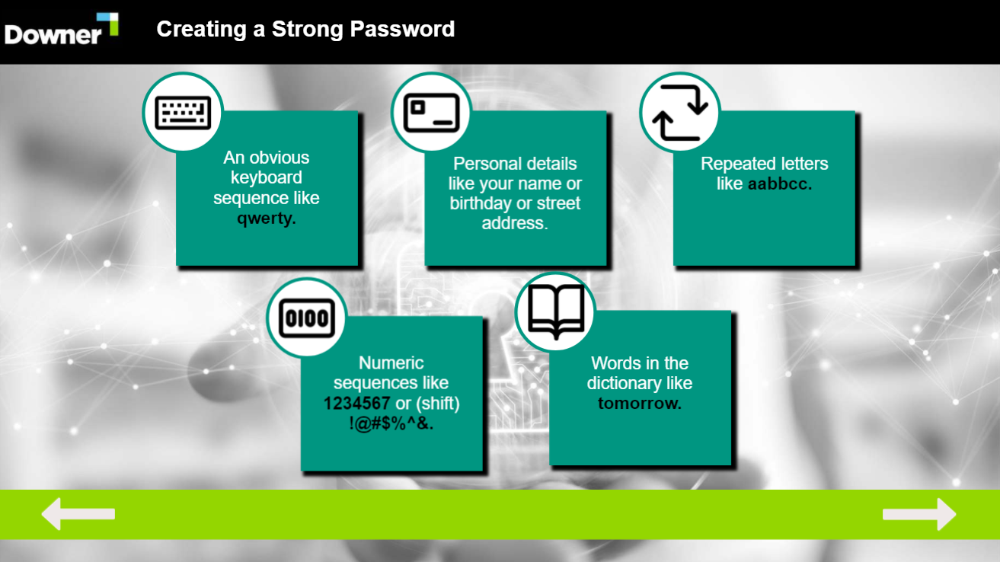 Downer
Creating a Strong Password
An obvious
keyboard
sequence like
qwerty.
Personal details
like your name or
birthday or street
address.
Repeated letters
like aabbcc.
0100
Numeric
sequences like
1234567 or (shift)
!@#$%^&.
Words in the
dictionary like
tomorrow.